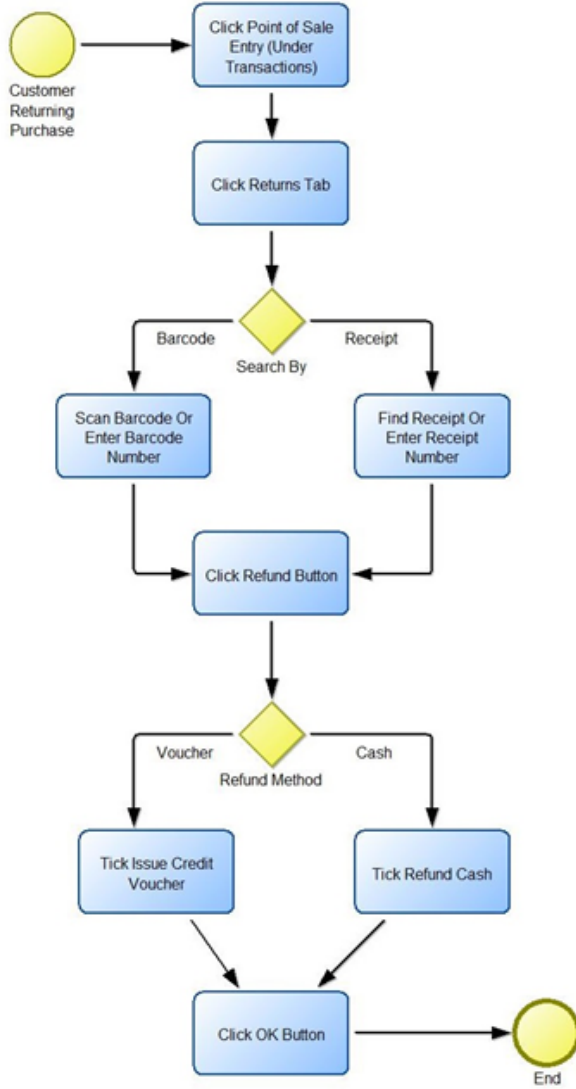 Click Point of Sale
Entry (Under
Transactions)
Customer
Returning
Purchase
Click Returns Tab
Barcode
Receipt
Search By
Scan Barcode Or
Enter Barcode
Number
Find Receipt Or
Enter Receipt
Number
Click Refund Button
Voucher
Cash
Refund Method
Tick Issue Credit
Voucher
Tick Refund Cash
Click OK Button
End